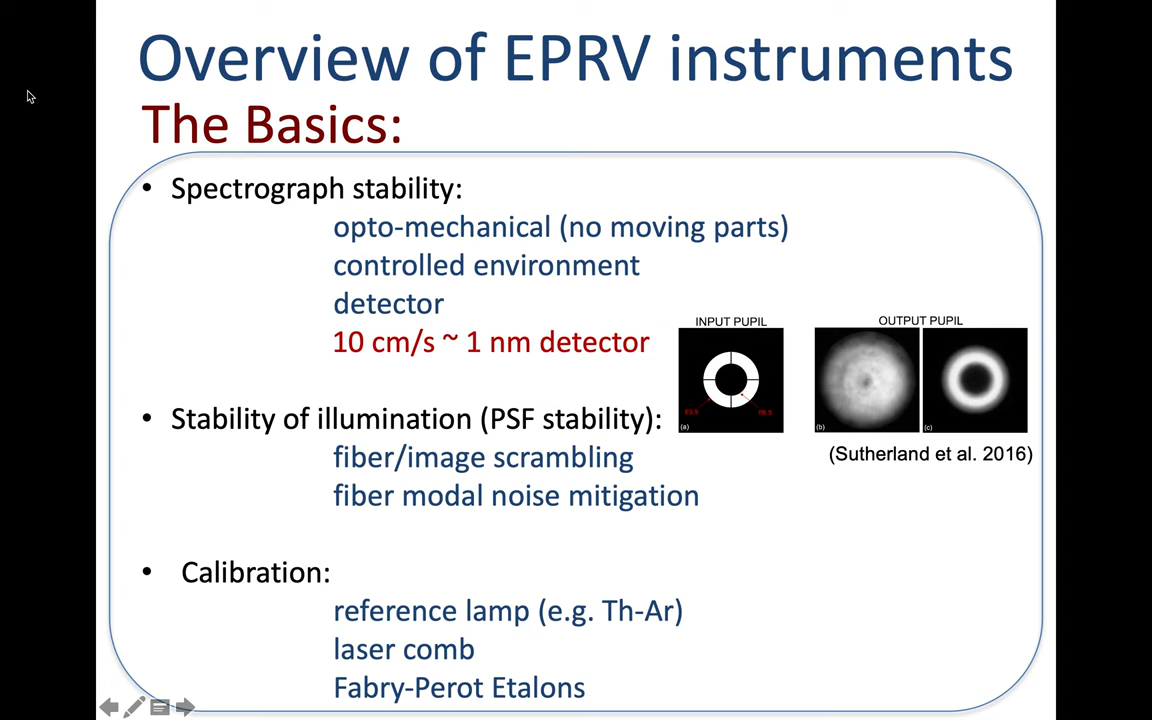 Overview of EPRV instruments
The Basics:
• Spectrograph stability:
opto-mechanical (no moving parts)
controlled environment
detector
10 cm/s ~ 1 nm detector
INPUT PUPIL
OUTPUT PUPIL
(a)
(b)
(c)
(Sutherland et al. 2016)
• Stability of illumination (PSF stability):
fiber/image scrambling
fiber modal noise mitigation
• Calibration:
reference lamp (e.g. Th-Ar)
laser comb
Fabry-Perot Etalons